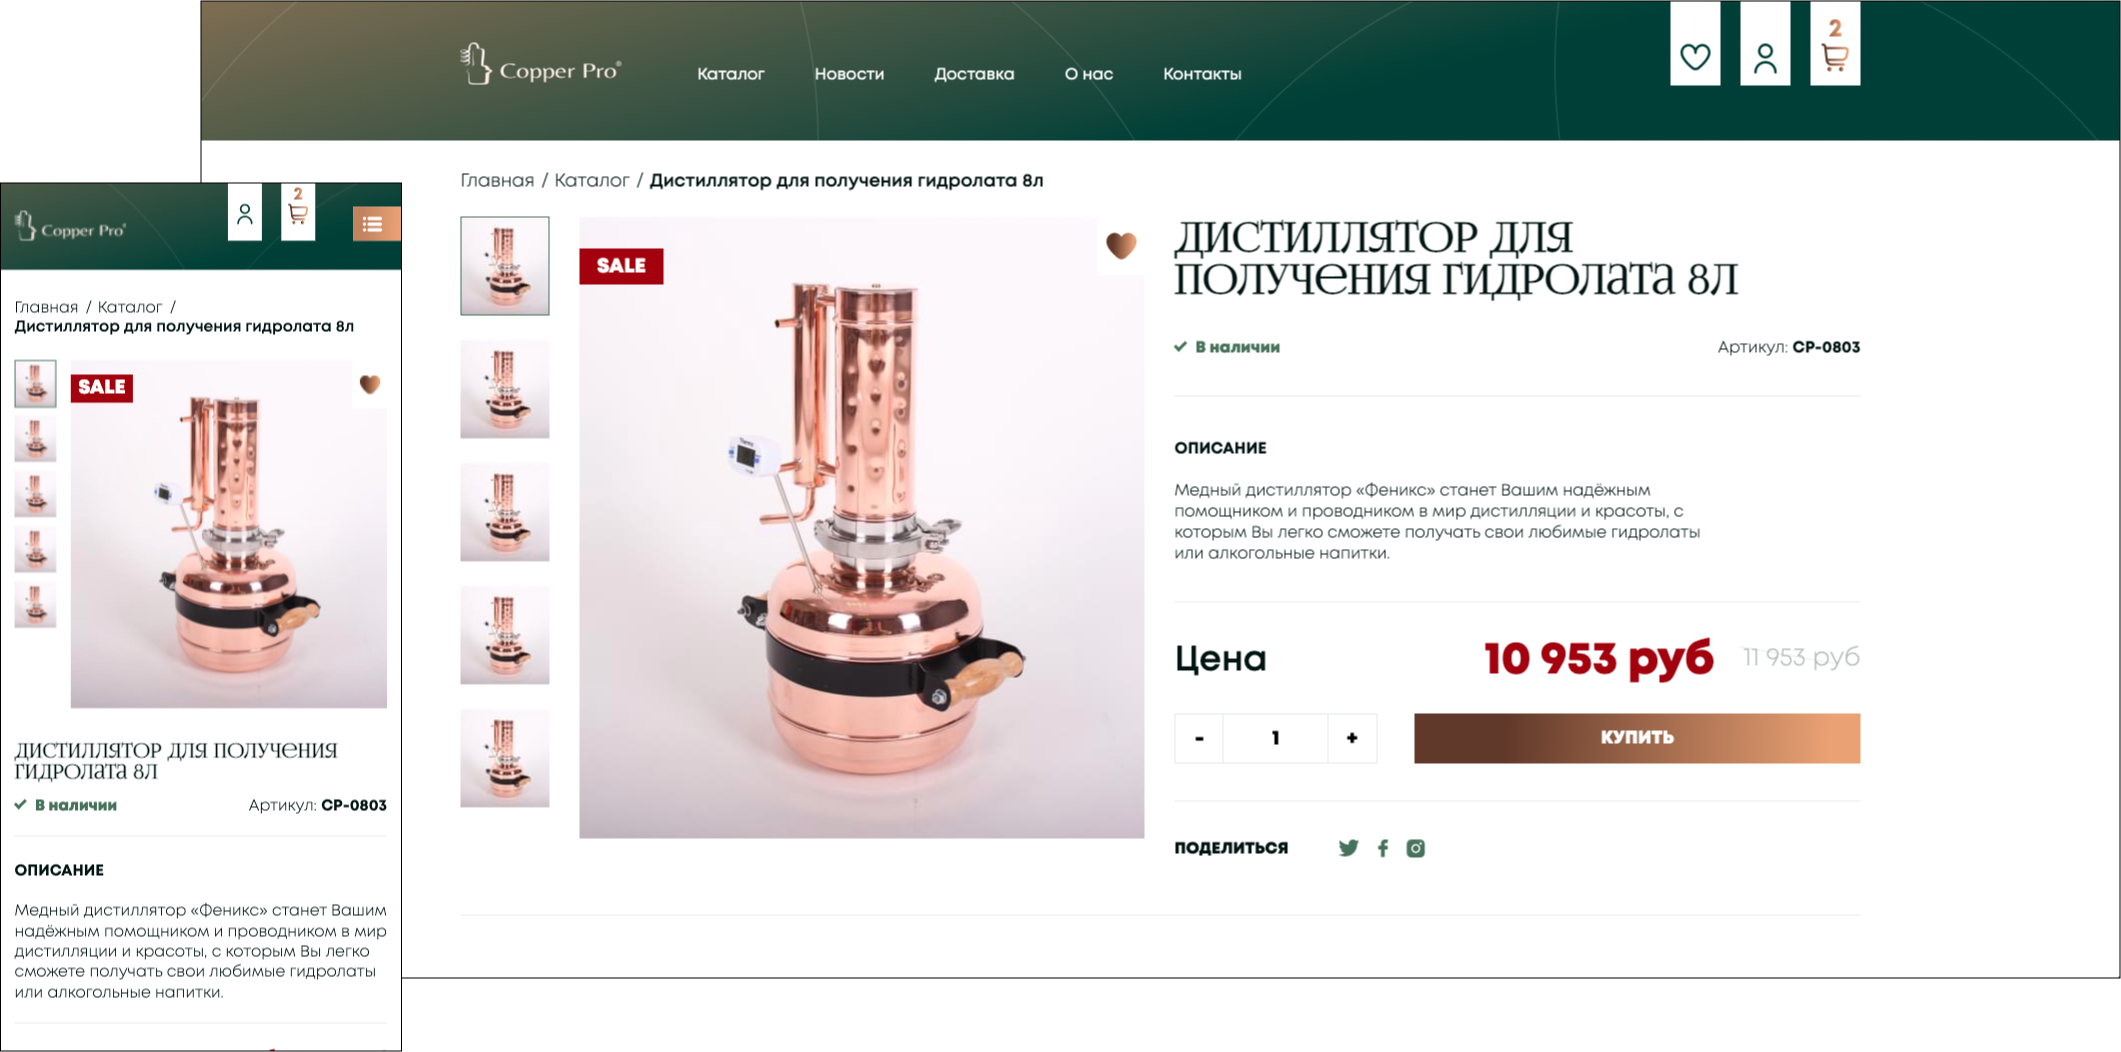 Copper Pro®
Каталог
Новости
Доставка
О нас
Контакты
2
Главная / Каталог / Дистиллятор для получения гидролата 8л
SALE
ДИСТИЛЛЯТОР ДЛЯ
ПОЛУЧЕНИЯ ГИДРОЛАТА 8Л
В наличии
Артикул: CP-0803
ОПИСАНИЕ
Медный дистиллятор «Феникс» станет Вашим надёжным
помощником и проводником в мир дистилляции и красоты, с
которым Вы легко сможете получать свои любимые гидролаты
или алкогольные напитки.
Цена
10 953 руб
11 953 руб
-
1
+
КУПИТЬ
ПОДЕЛИТЬСЯ
Copper Pro®
2
Главная / Каталог /
Дистиллятор для получения гидролата 8л
SALE
ДИСТИЛЛЯТОР ДЛЯ ПОЛУЧЕНИЯ
ГИДРОЛАТА 8Л
В наличии
Артикул: CP-0803
ОПИСАНИЕ
Медный дистиллятор «Феникс» станет Вашим
надёжным помощником и проводником в мир
дистилляции и красоты, с которым Вы легко
сможете получать свои любимые гидролаты
или алкогольные напитки.